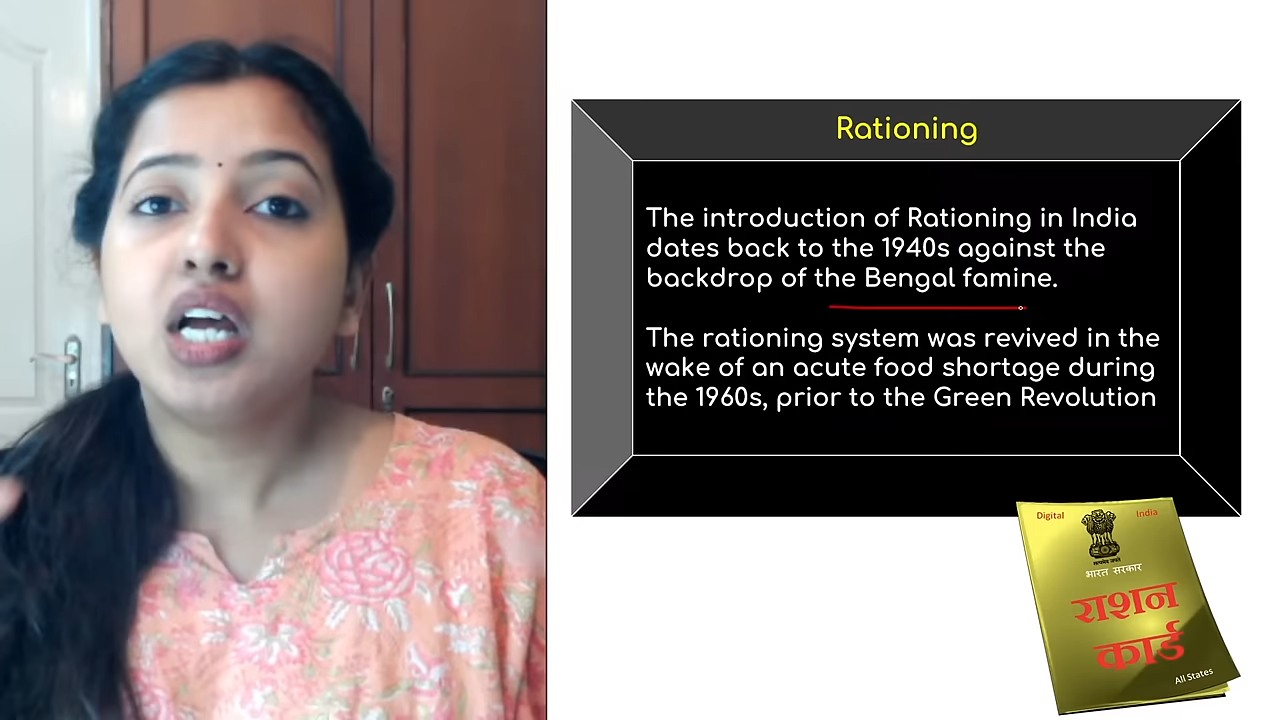 Rationing
The introduction of Rationing in India
dates back to the 1940s against the
backdrop of the Bengal famine.
The rationing system was revived in the
wake of an acute food shortage during
the 1960s, prior to the Green Revolution
Digital India
भारत सरकार
राशन
कार्ड
All States